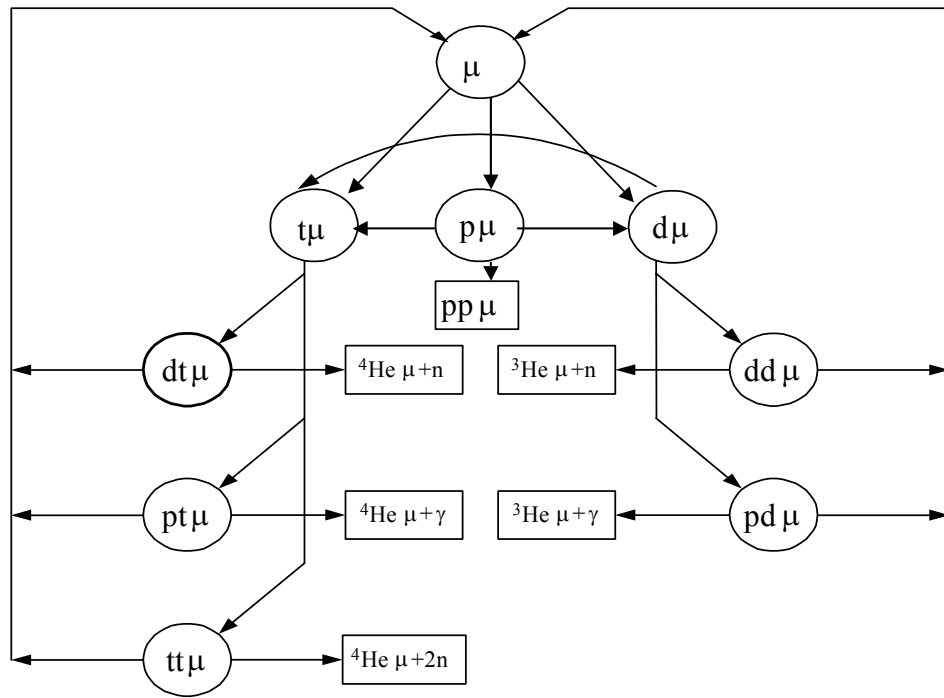 μ
tμ
pμ
dμ
ppμ
dtμ
⁴He μ+n
³He μ+n
ddμ
ptμ
⁴He μ+γ
³He μ+γ
pdμ
ttμ
⁴He μ+2n